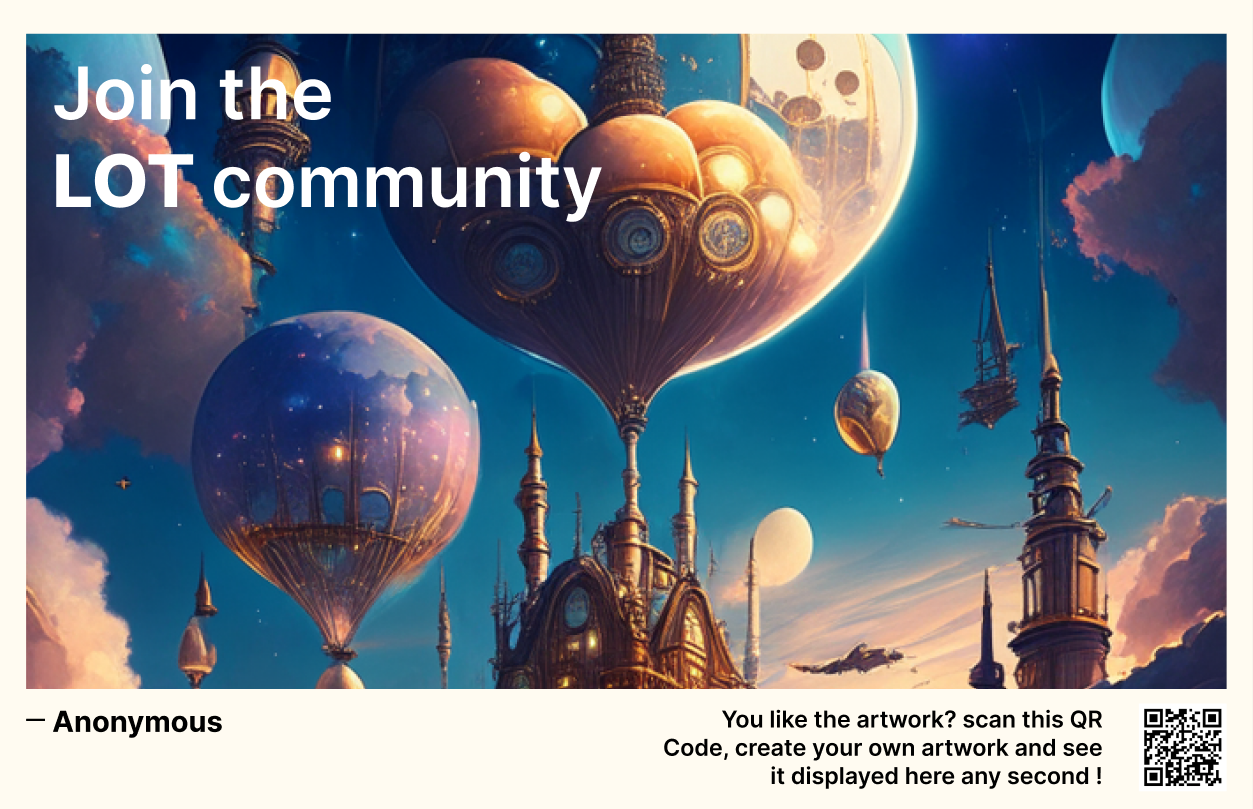 Join the
LOT community
— Anonymous
You like the artwork? scan this QR
Code, create your own artwork and see
it displayed here any second !